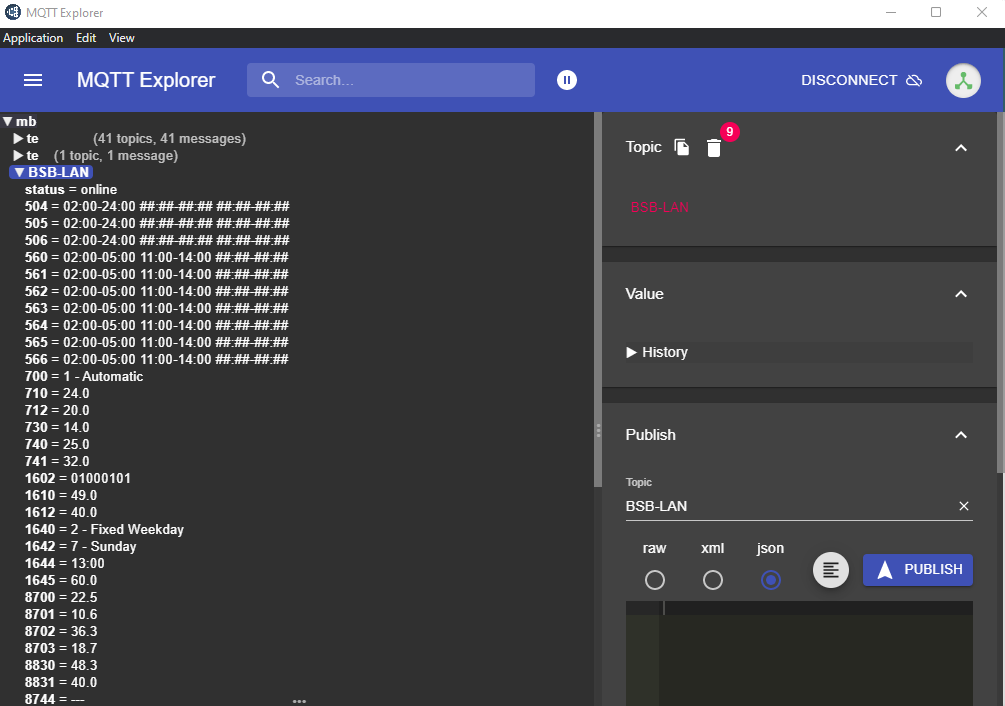 MQTT Explorer
Application Edit View
MQTT Explorer
Search...
DISCONNECT
mb
te (41 topics, 41 messages)
te (1 topic, 1 message)
BSB-LAN
status = online
504 = 02:00-24:00 ##:##-##:## ##:##-##:##
505 = 02:00-24:00 ##:##-##:## ##:##-##:##
506 = 02:00-24:00 ##:##-##:## ##:##-##:##
560 = 02:00-05:00 11:00-14:00 ##:##-##:##
561 = 02:00-05:00 11:00-14:00 ##:##-##:##
562 = 02:00-05:00 11:00-14:00 ##:##-##:##
563 = 02:00-05:00 11:00-14:00 ##:##-##:##
564 = 02:00-05:00 11:00-14:00 ##:##-##:##
565 = 02:00-05:00 11:00-14:00 ##:##-##:##
566 = 02:00-05:00 11:00-14:00 ##:##-##:##
700 = 1 - Automatic
710 = 24.0
712 = 20.0
730 = 14.0
740 = 25.0
741 = 32.0
1602 = 01000101
1610 = 49.0
1612 = 40.0
1640 = 2 - Fixed Weekday
1642 = 7 - Sunday
1644 = 13:00
1645 = 60.0
8700 = 22.5
8701 = 10.6
8702 = 36.3
8703 = 18.7
8830 = 48.3
8831 = 40.0
8744 = ---
Topic
9
BSB-LAN
Value
History
Publish
Topic
BSB-LAN
raw xml json
PUBLISH